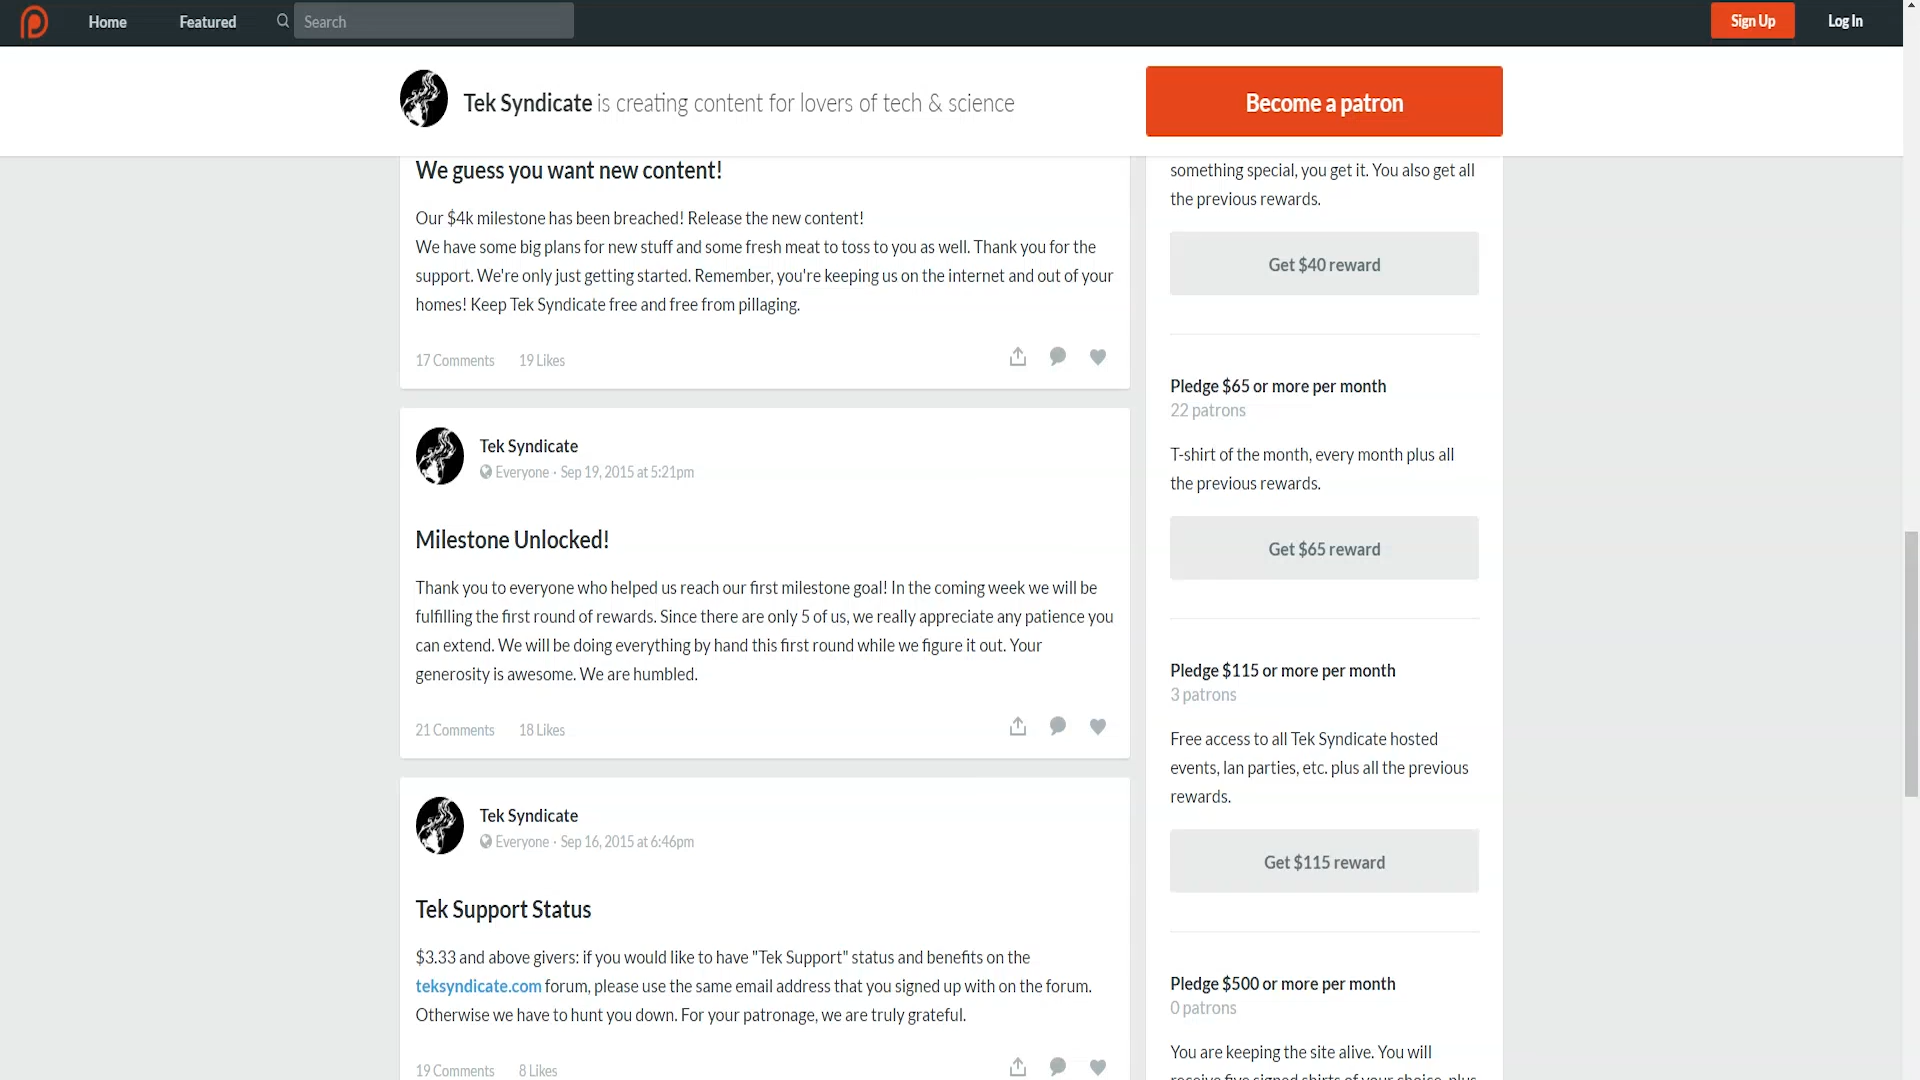 Home
Featured
Search
Sign Up
Log In
Tek Syndicate is creating content for lovers of tech & science
Become a patron
We guess you want new content!
Our $4k milestone has been breached! Release the new content!
We have some big plans for new stuff and some fresh meat to toss to you as well. Thank you for the
support. We're only just getting started. Remember, you're keeping us on the internet and out of your
homes! Keep Tek Syndicate free and free from pillaging.
17 Comments 19 Likes
Tek Syndicate
Everyone · Sep 19, 2015 at 5:21pm
Milestone Unlocked!
Thank you to everyone who helped us reach our first milestone goal! In the coming week we will be
fulfilling the first round of rewards. Since there are only 5 of us, we really appreciate any patience you
can extend. We will be doing everything by hand this first round while we figure it out. Your
generosity is awesome. We are humbled.
21 Comments 18 Likes
Tek Syndicate
Everyone · Sep 16, 2015 at 6:46pm
Tek Support Status
$3.33 and above givers: if you would like to have "Tek Support" status and benefits on the
teksyndicate.com forum, please use the same email address that you signed up with on the forum.
Otherwise we have to hunt you down. For your patronage, we are truly grateful.
19 Comments 8 Likes
something special, you get it. You also get all
the previous rewards.
Get $40 reward
Pledge $65 or more per month
22 patrons
T-shirt of the month, every month plus all
the previous rewards.
Get $65 reward
Pledge $115 or more per month
3 patrons
Free access to all Tek Syndicate hosted
events, lan parties, etc. plus all the previous
rewards.
Get $115 reward
Pledge $500 or more per month
0 patrons
You are keeping the site alive. You will
receive five signed shirts of your choice, plus